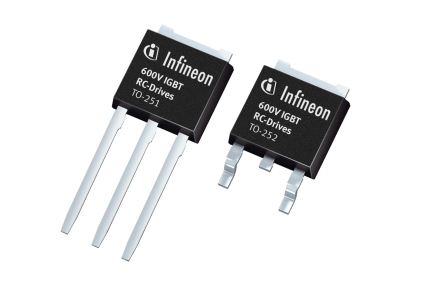 Infineon
600V IGBT
RC-Drives
TO-251
Infineon
600V IGBT
RC-Drives
TO-252